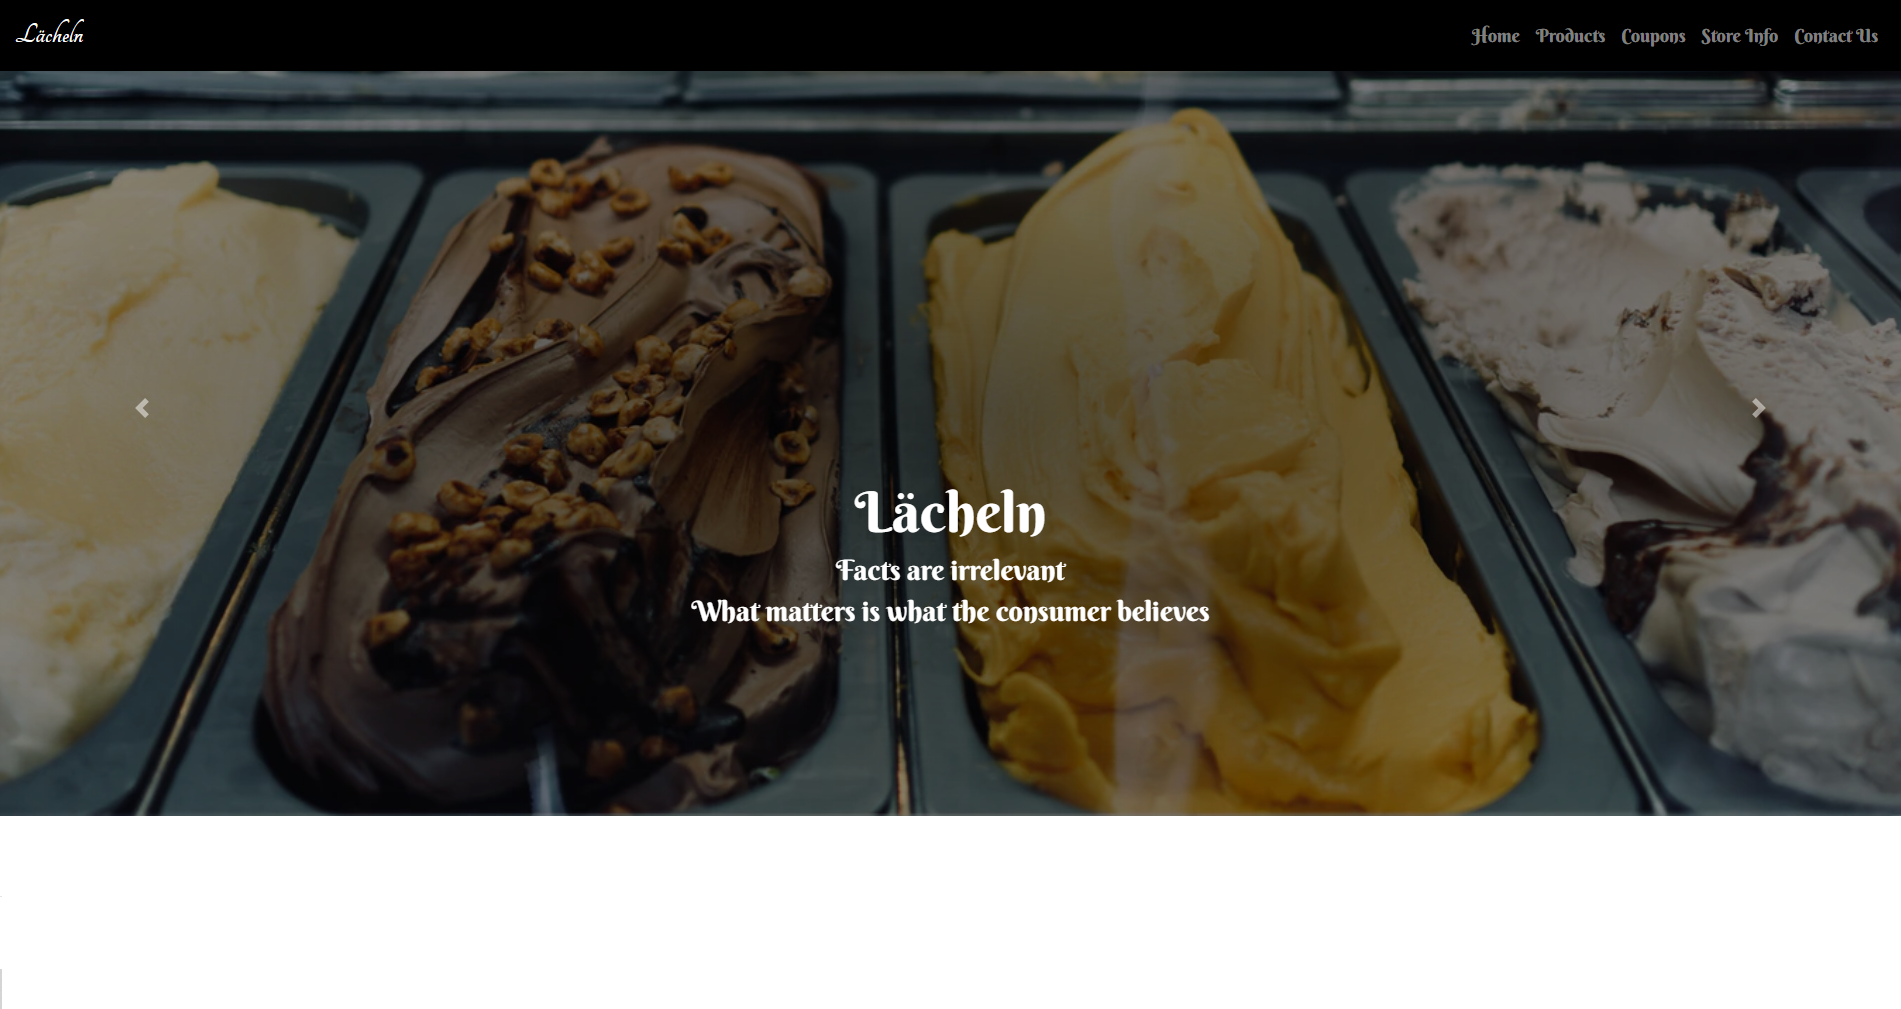 Lächeln
Home Products Coupons Store Info Contact Us
Lächeln
Facts are irrelevant
What matters is what the consumer believes